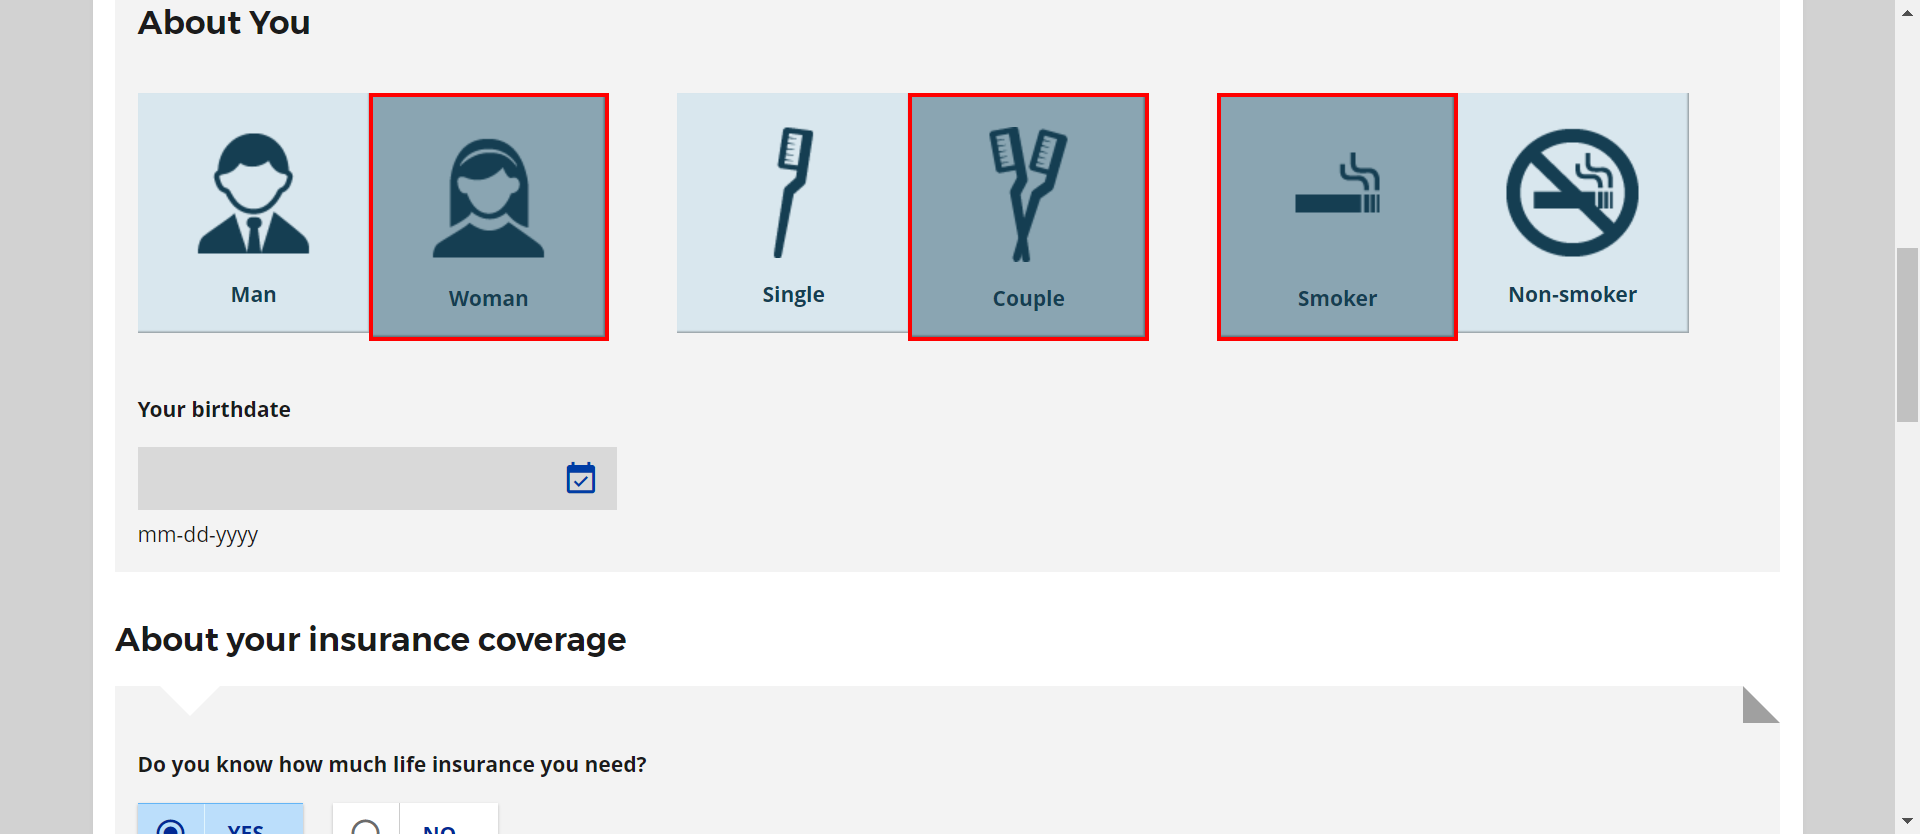 About You
Man
Woman
Single
Couple
Smoker
Non-smoker
Your birthdate
mm-dd-yyyy
About your insurance coverage
Do you know how much life insurance you need?
YES
NO